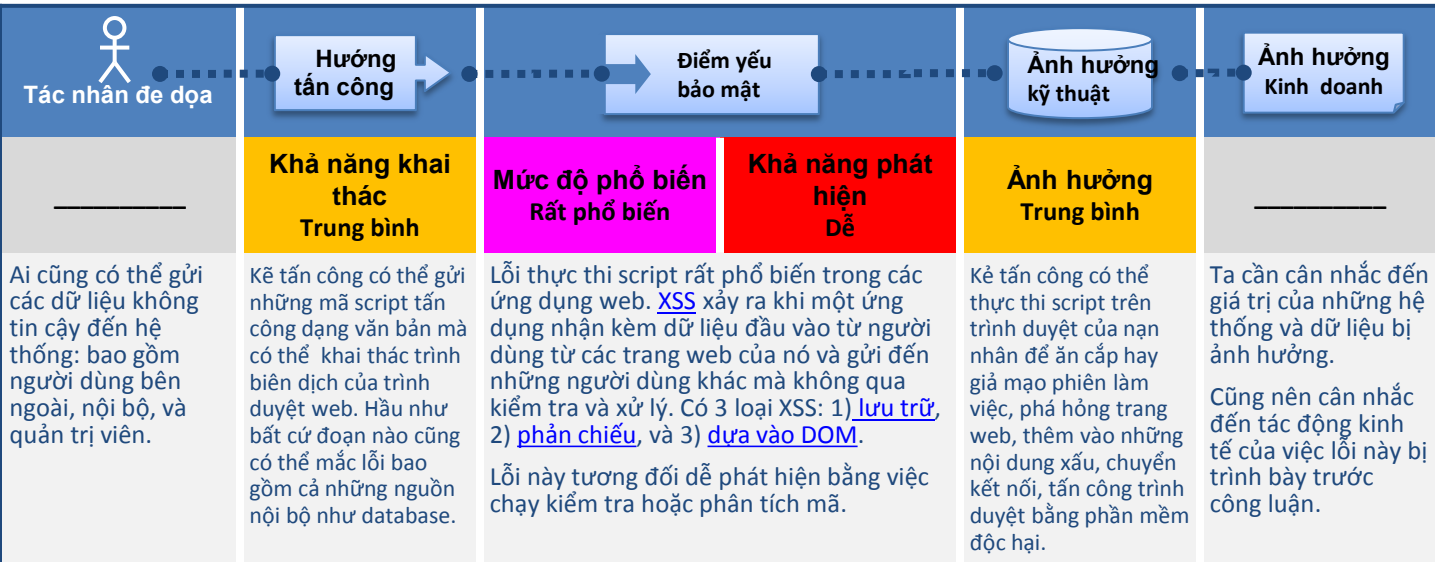 Tác nhân đe dọa
Hướng
tấn công
Điểm yếu
bảo mật
Ảnh hưởng
kỹ thuật
Ảnh hưởng
Kinh doanh
__________
Khả năng khai
thác
Trung bình
Mức độ phổ biến
Rất phổ biến
Khả năng phát
hiện
Dễ
Ảnh hưởng
Trung bình
__________
Ai cũng có thể gửi
các dữ liệu không
tin cậy đến hệ
thống: bao gồm
người dùng bên
ngoài, nội bộ, và
quản trị viên.
Kẽ tấn công có thể gửi
những mã script tấn
công dạng văn bản mà
có thể khai thác trình
biên dịch của trình
duyệt web. Hầu như
bất cứ đoạn nào cũng
có thể mắc lỗi bao
gồm cả những nguồn
nội bộ như database.
Lỗi thực thi script rất phổ biến trong các
ứng dụng web. XSS xảy ra khi một ứng
dụng nhận kèm dữ liệu đầu vào từ người
dùng từ các trang web của nó và gửi đến
những người dùng khác mà không qua
kiểm tra và xử lý. Có 3 loại XSS: 1) lưu trữ,
2) phản chiếu, và 3) dựa vào DOM.
Lỗi này tương đối dễ phát hiện bằng việc
chạy kiểm tra hoặc phân tích mã.
Kẻ tấn công có thể
thực thi script trên
trình duyệt của nạn
nhân để ăn cắp hay
giả mạo phiên làm
việc, phá hỏng trang
web, thêm vào những
nội dung xấu, chuyển
kết nối, tấn công trình
duyệt bằng phần mềm
độc hại.
Ta cần cân nhắc đến
giá trị của những hệ
thống và dữ liệu bị
ảnh hưởng.
Cũng nên cân nhắc
đến tác động kinh
tế của việc lỗi này bị
trình bày trước
công luận.